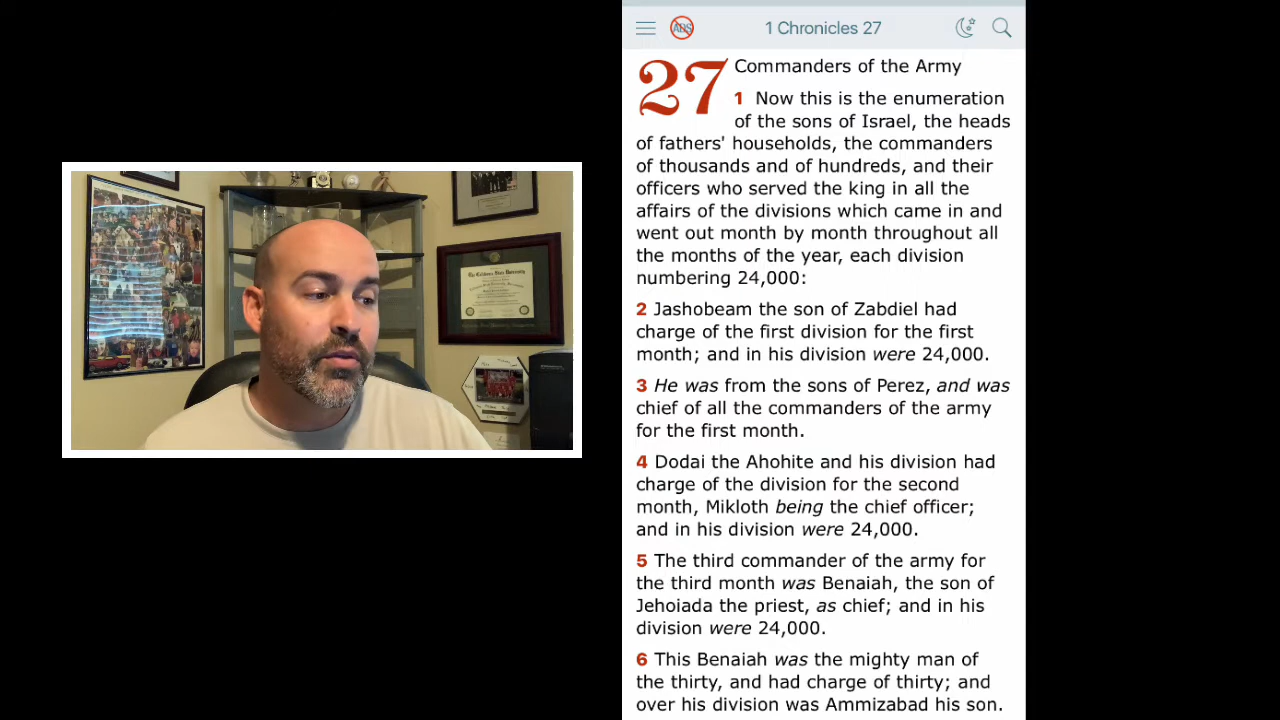 ADS
1 Chronicles 27
27
Commanders of the Army
1 Now this is the enumeration
of the sons of Israel, the heads
of fathers' households, the commanders
of thousands and of hundreds, and their
officers who served the king in all the
affairs of the divisions which came in and
went out month by month throughout all
the months of the year, each division
numbering 24,000:
2 Jashobeam the son of Zabdiel had
charge of the first division for the first
month; and in his division were 24,000.
3 He was from the sons of Perez, and was
chief of all the commanders of the army
for the first month.
4 Dodai the Ahohite and his division had
charge of the division for the second
month, Mikloth being the chief officer;
and in his division were 24,000.
5 The third commander of the army for
the third month was Benaiah, the son of
Jehoiada the priest, as chief; and in his
division were 24,000.
6 This Benaiah was the mighty man of
the thirty, and had charge of thirty; and
over his division was Ammizabad his son.